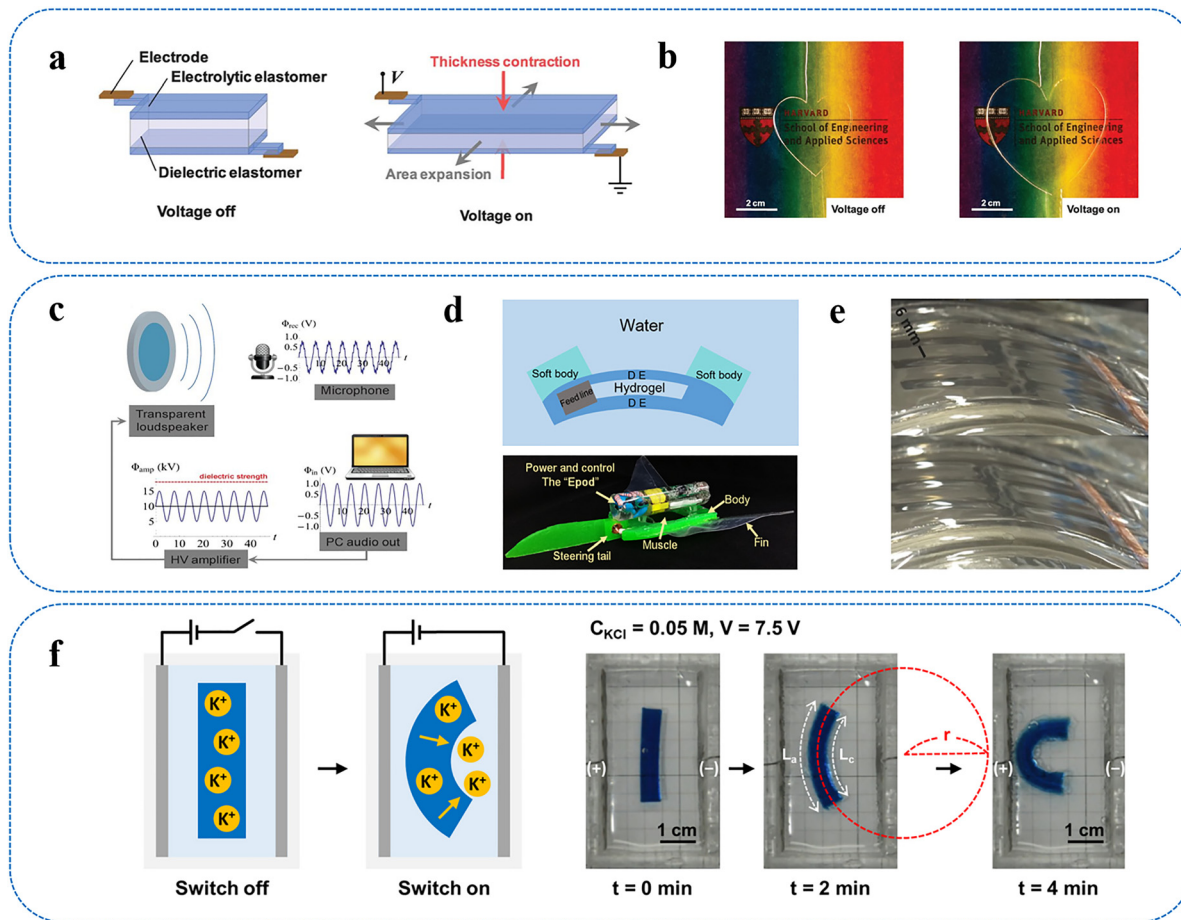 a
Electrode
Electrolytic elastomer
Dielectric elastomer
Voltage off
V
Thickness contraction
Area expansion
Voltage on
b
HARVARD
School of Engineering
and Applied Sciences
2 cm
Voltage off
HARVARD
School of Engineering
and Applied Sciences
2 cm
Voltage on
c
Transparent
loudspeaker
Φrec (V)
1.0
0.5
−0.5
−1.0
10 20 30 40 t
Microphone
Φamp (kV)
dielectric strength
15
10
5
0 10 20 30 40 t
HV amplifier
Φin (V)
1.0
0.5
−0.5
−1.0
10 20 30 40 t
PC audio out
d
Water
Soft body
D E
Soft body
Feed line
Hydrogel
D E
Power and control
The "Epod"
Body
Steering tail
Muscle
Fin
e
6 mm
f
K⁺
K⁺
K⁺
K⁺
Switch off
K⁺
K⁺
K⁺
K⁺
Switch on
C_KCl = 0.05 M, V = 7.5 V
1 cm
t = 0 min
(+)
La
Lc
(−)
r
t = 2 min
(+)
(−)
1 cm
t = 4 min